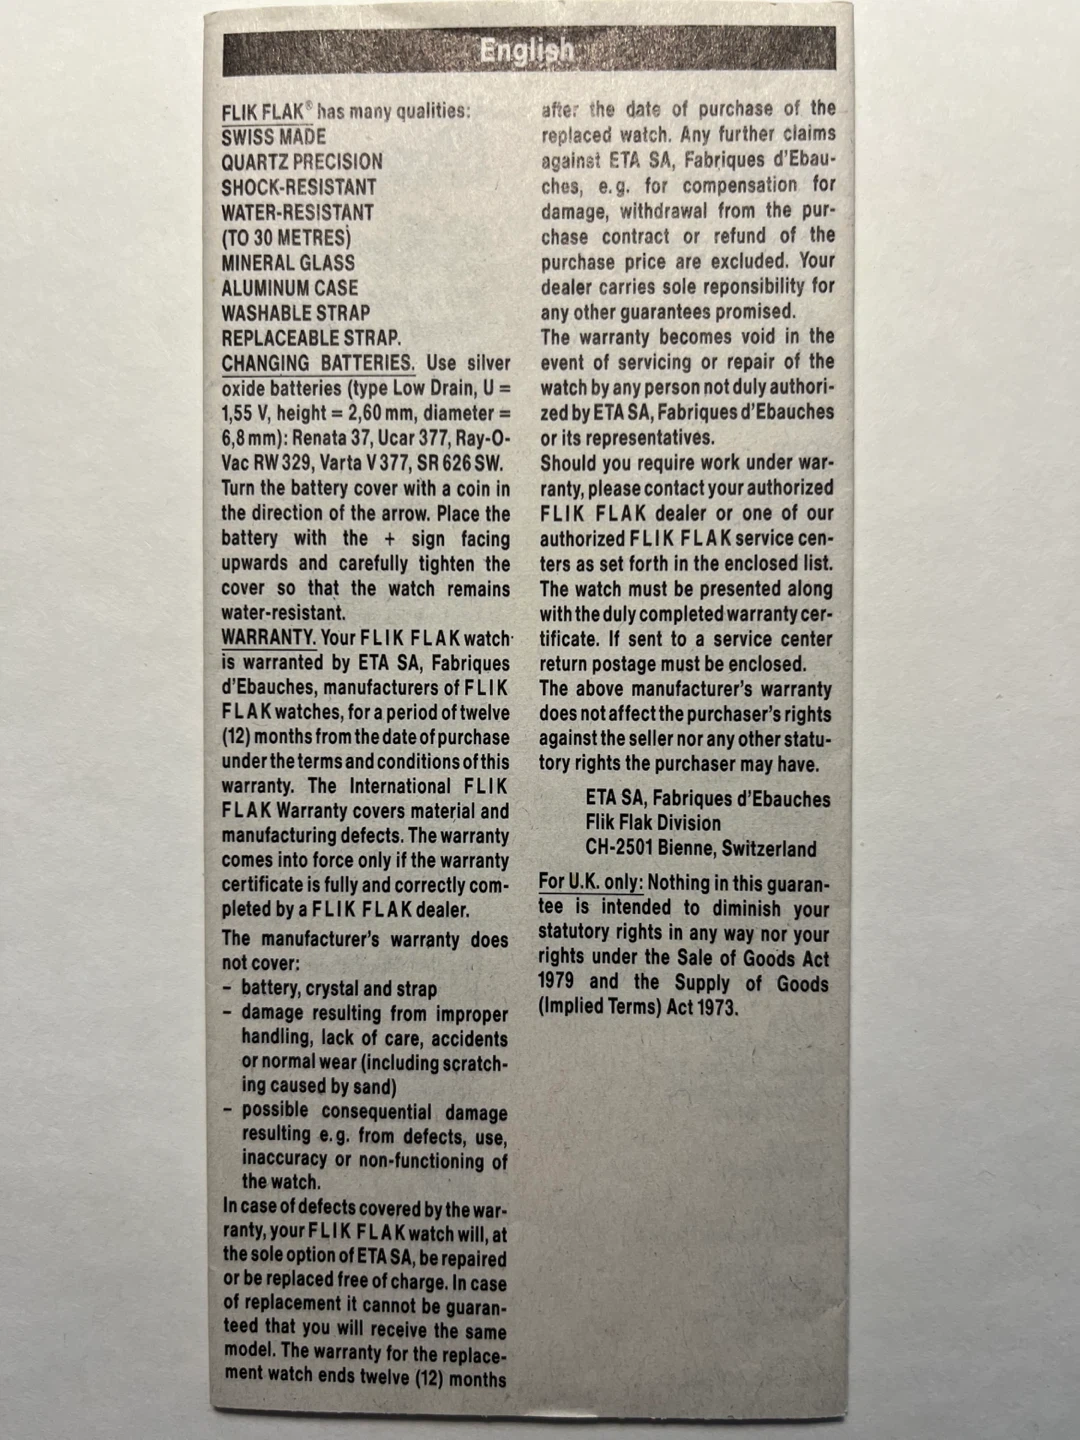 English
FLIK FLAK® has many qualities:
SWISS MADE
QUARTZ PRECISION
SHOCK-RESISTANT
WATER-RESISTANT
(TO 30 METRES)
MINERAL GLASS
ALUMINUM CASE
WASHABLE STRAP
REPLACEABLE STRAP.
CHANGING BATTERIES. Use silver
oxide batteries (type Low Drain, U =
1,55 V, height = 2,60 mm, diameter =
6,8 mm): Renata 37, Ucar 377, Ray-O-
Vac RW 329, Varta V 377, SR 626 SW.
Turn the battery cover with a coin in
the direction of the arrow. Place the
battery with the + sign facing
upwards and carefully tighten the
cover so that the watch remains
water-resistant.
WARRANTY. Your FLIK FLAK watch
is warranted by ETA SA, Fabriques
d'Ebauches, manufacturers of FLIK
FLAK watches, for a period of twelve
(12) months from the date of purchase
under the terms and conditions of this
warranty. The International FLIK
FLAK Warranty covers material and
manufacturing defects. The warranty
comes into force only if the warranty
certificate is fully and correctly com-
pleted by a FLIK FLAK dealer.
The manufacturer's warranty does
not cover:
– battery, crystal and strap
– damage resulting from improper
handling, lack of care, accidents
or normal wear (including scratch-
ing caused by sand)
– possible consequential damage
resulting e.g. from defects, use,
inaccuracy or non-functioning of
the watch.
In case of defects covered by the war-
ranty, your FLIK FLAK watch will, at
the sole option of ETA SA, be repaired
or be replaced free of charge. In case
of replacement it cannot be guaran-
teed that you will receive the same
model. The warranty for the replace-
ment watch ends twelve (12) months
after the date of purchase of the
replaced watch. Any further claims
against ETA SA, Fabriques d'Ebau-
ches, e.g. for compensation for
damage, withdrawal from the pur-
chase contract or refund of the
purchase price are excluded. Your
dealer carries sole reponsibility for
any other guarantees promised.
The warranty becomes void in the
event of servicing or repair of the
watch by any person not duly authori-
zed by ETA SA, Fabriques d'Ebauches
or its representatives.
Should you require work under war-
ranty, please contact your authorized
FLIK FLAK dealer or one of our
authorized FLIK FLAK service cen-
ters as set forth in the enclosed list.
The watch must be presented along
with the duly completed warranty cer-
tificate. If sent to a service center
return postage must be enclosed.
The above manufacturer's warranty
does not affect the purchaser's rights
against the seller nor any other statu-
tory rights the purchaser may have.
ETA SA, Fabriques d'Ebauches
Flik Flak Division
CH-2501 Bienne, Switzerland
For U.K. only: Nothing in this guaran-
tee is intended to diminish your
statutory rights in any way nor your
rights under the Sale of Goods Act
1979 and the Supply of Goods
(Implied Terms) Act 1973.